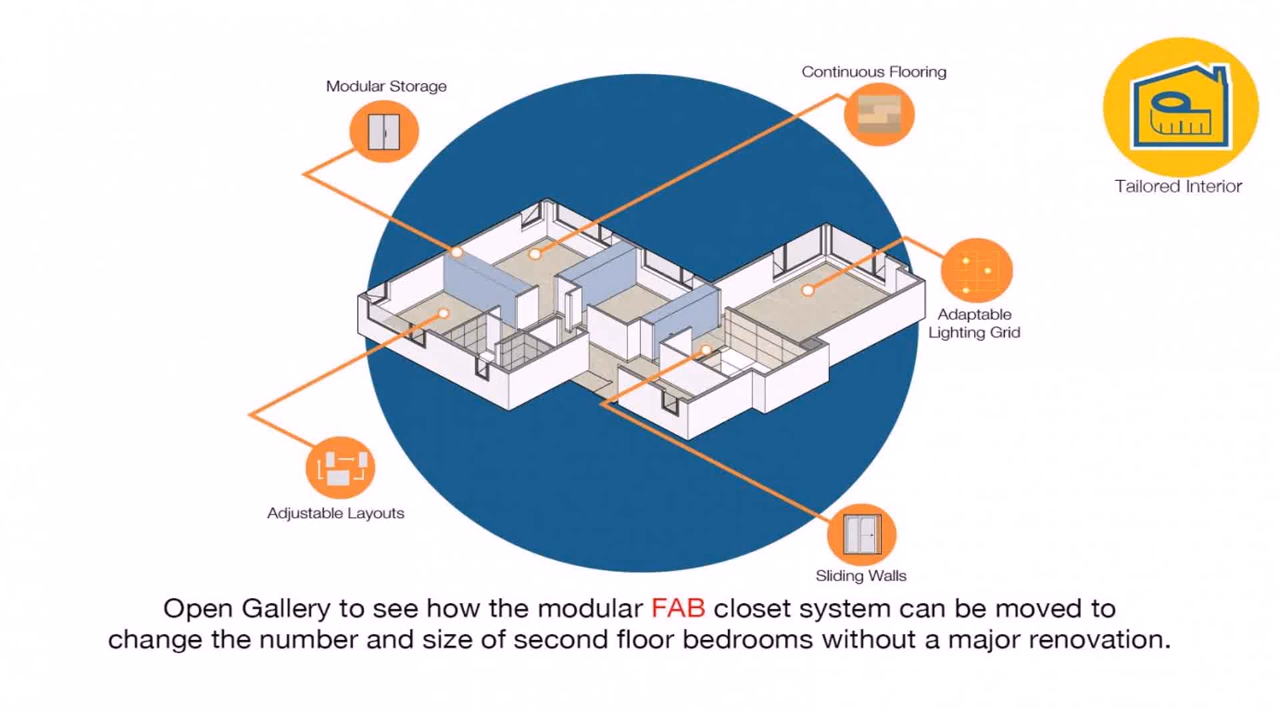 Modular Storage
Continuous Flooring
Tailored Interior
Adaptable
Lighting Grid
Adjustable Layouts
Sliding Walls
Open Gallery to see how the modular FAB closet system can be moved to
change the number and size of second floor bedrooms without a major renovation.